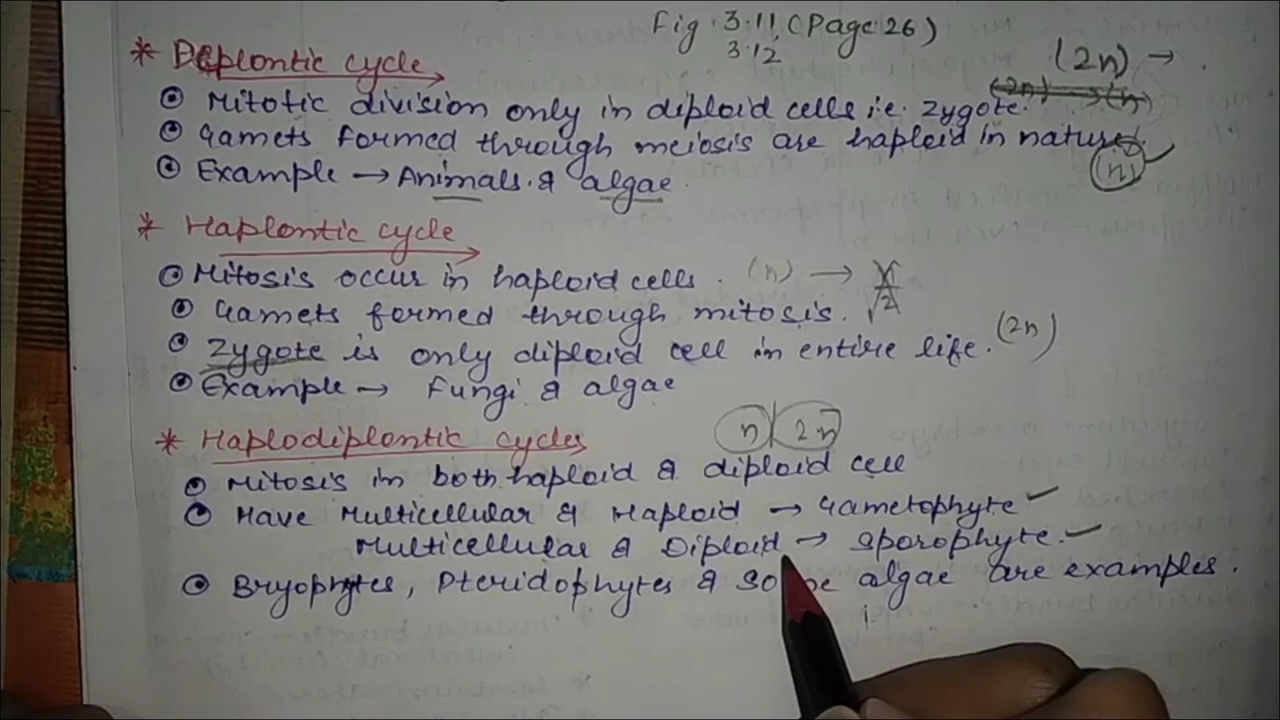 Fig 3.11, (Page 26)
3.12
* Deplontic cycle
(2n) →
(2n) → (n)
Mitotic division only in diploid cells i.e. Zygote.
Gamets formed through meiosis are haploid in nature.
(n)
Example → Animals & algae.
* Haplontic cycle
Mitosis occur in haploid cells. (n) →
Gamets formed through mitosis.
Zygote is only diploid cell in entire life. (2n)
Example → Fungi & algae
* Haplodiplontic cycles
n 2n
Mitosis in both haploid & diploid cell
Have Multicellular & Haploid → Gametophyte
Multicellular & Diploid → Sporophyte.
Bryophytes, Pteridophytes & Some algae are examples.